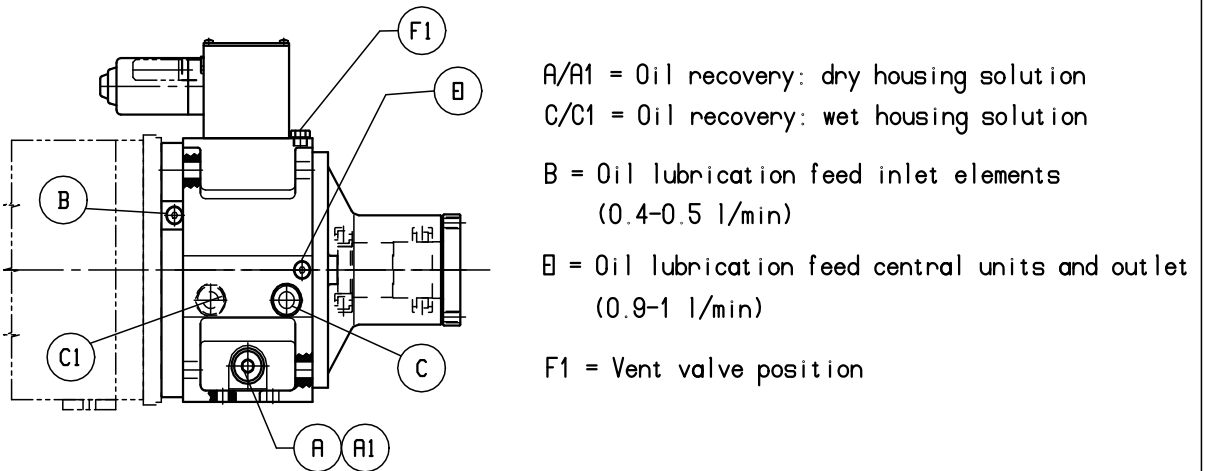 F1
B
C1
C
A
A1
A/A1 = Oil recovery: dry housing solution
C/C1 = Oil recovery: wet housing solution
B = Oil lubrication feed inlet elements
(0.4-0.5 l/min)
= Oil lubrication feed central units and outlet
(0.9-1 l/min)
F1 = Vent valve position